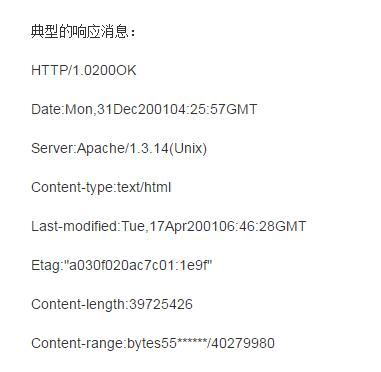 典型的响应消息：
HTTP/1.0200OK
Date:Mon,31Dec200104:25:57GMT
Server:Apache/1.3.14(Unix)
Content-type:text/html
Last-modified:Tue,17Apr200106:46:28GMT
Etag:"a030f020ac7c01:1e9f"
Content-length:39725426
Content-range:bytes55******/40279980